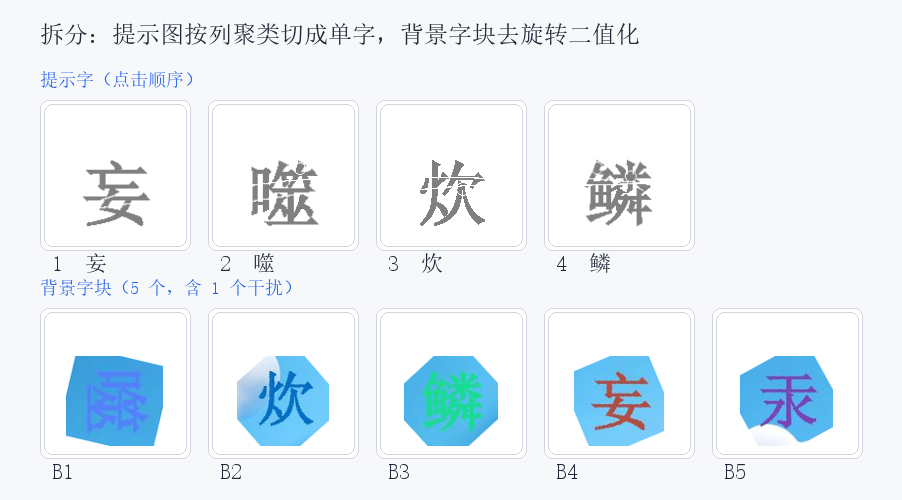 拆分：提示图按列聚类切成单字，背景字块去旋转二值化
提示字（点击顺序）
妄 噬 炊 鳞
1 妄 2 噬 3 炊 4 鳞
背景字块（5 个，含 1 个干扰）
噬 炊 鳞 妄 汞
B1 B2 B3 B4 B5